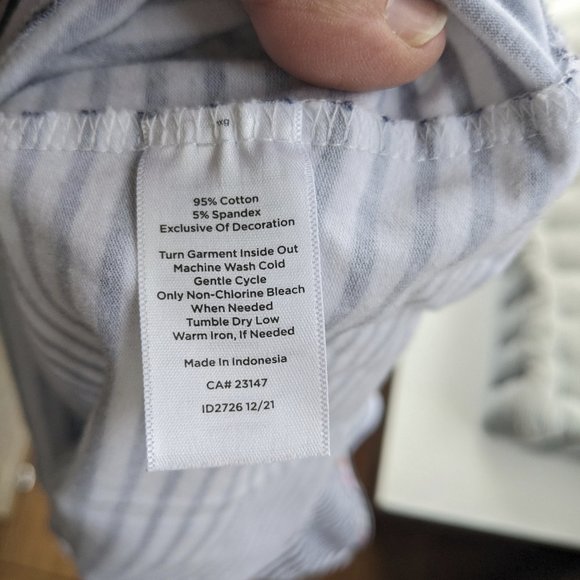 95% Cotton
5% Spandex
Exclusive Of Decoration
Turn Garment Inside Out
Machine Wash Cold
Gentle Cycle
Only Non-Chlorine Bleach
When Needed
Tumble Dry Low
Warm Iron, If Needed
Made In Indonesia
CA# 23147
ID2726 12/21